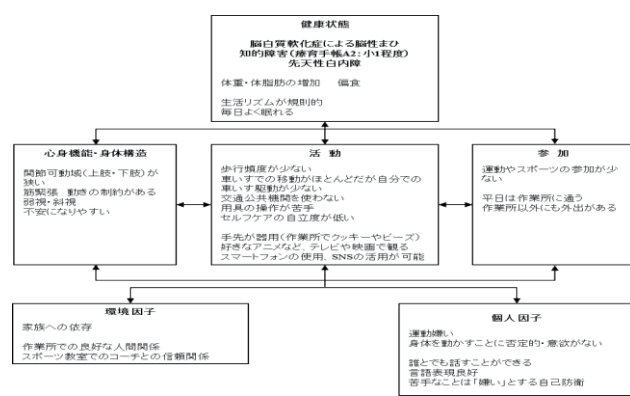 健康状態
脳白質軟化症による脳性まひ
知的障害(療育手帳A2:小1程度)
先天性白内障
体重・体脂肪の増加　偏食
生活リズムが規則的
毎日よく眠れる
心身機能・身体構造
関節可動域(上肢・下肢)が
狭い
筋緊張　動きの制約がある
弱視・斜視
不安になりやすい
活 動
歩行頻度が少ない
車いすでの移動がほとんどだが自分での
車いす駆動が少ない
交通公共機関を使わない
用具の操作が苦手
セルフケアの自立度が低い
手先が器用(作業所でクッキーやビーズ)
好きなアニメなど、テレビや映画で観る
スマートフォンの使用、SNSの活用が可能
参 加
運動やスポーツの参加が少
ない
平日は作業所に通う
作業所以外にも外出がある
環境因子
家族への依存
作業所での良好な人間関係
スポーツ教室でのコーチとの信頼関係
個人因子
運動嫌い
身体を動かすことに否定的・意欲がない
誰とでも話すことができる
言語表現良好
苦手なことは「嫌い」とする自己防衛